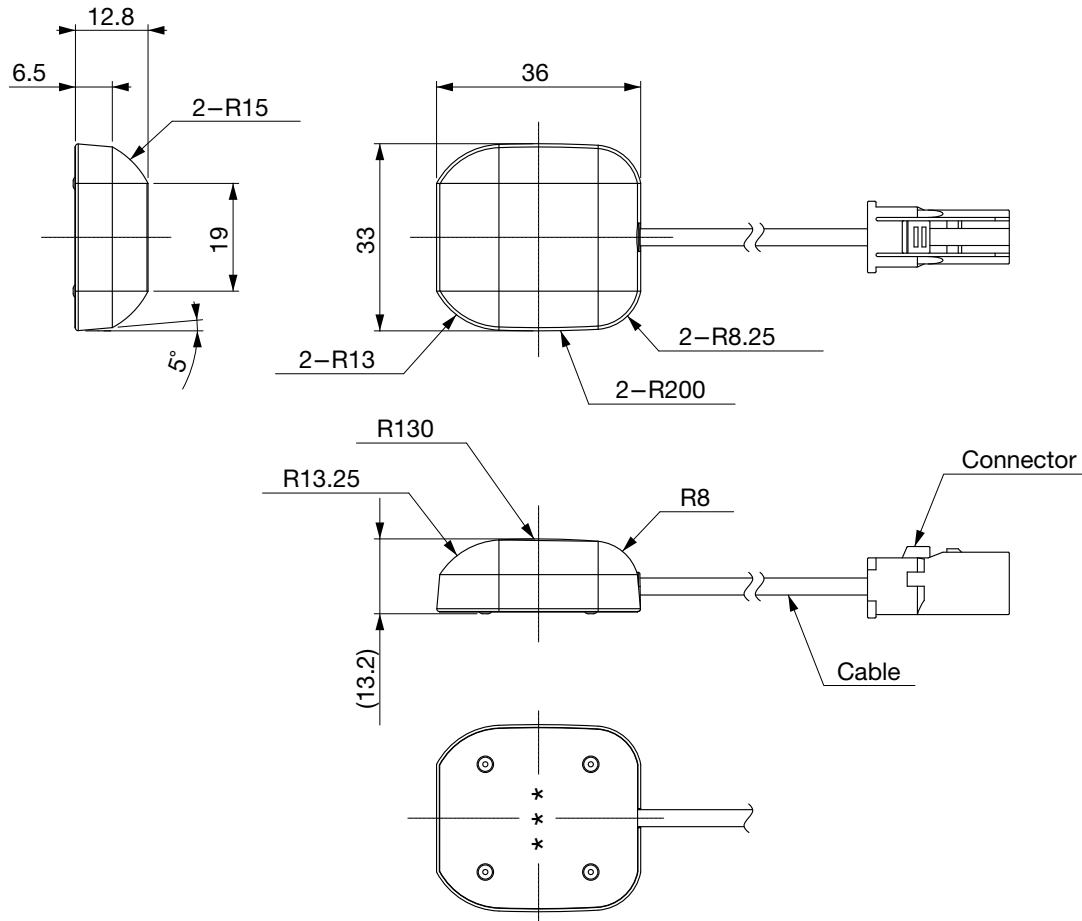 12.8
6.5
36
2−R15
19
33
5°
2−R13
2−R8.25
2−R200
R130
R13.25
R8
Connector
(13.2)
Cable
* * *